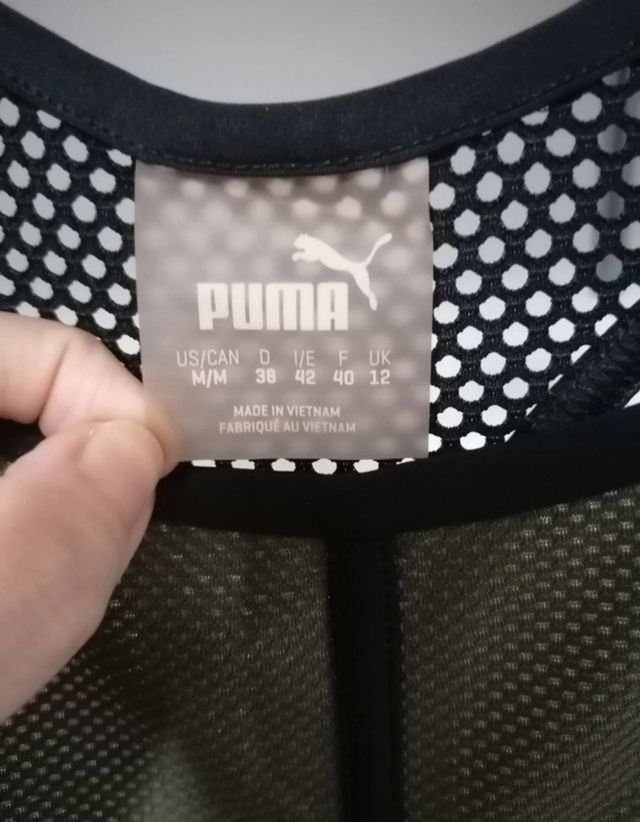 PUMA
US/CAN D I/E F UK
M/M 38 42 40 12
MADE IN VIETNAM
FABRIQUÉ AU VIETNAM